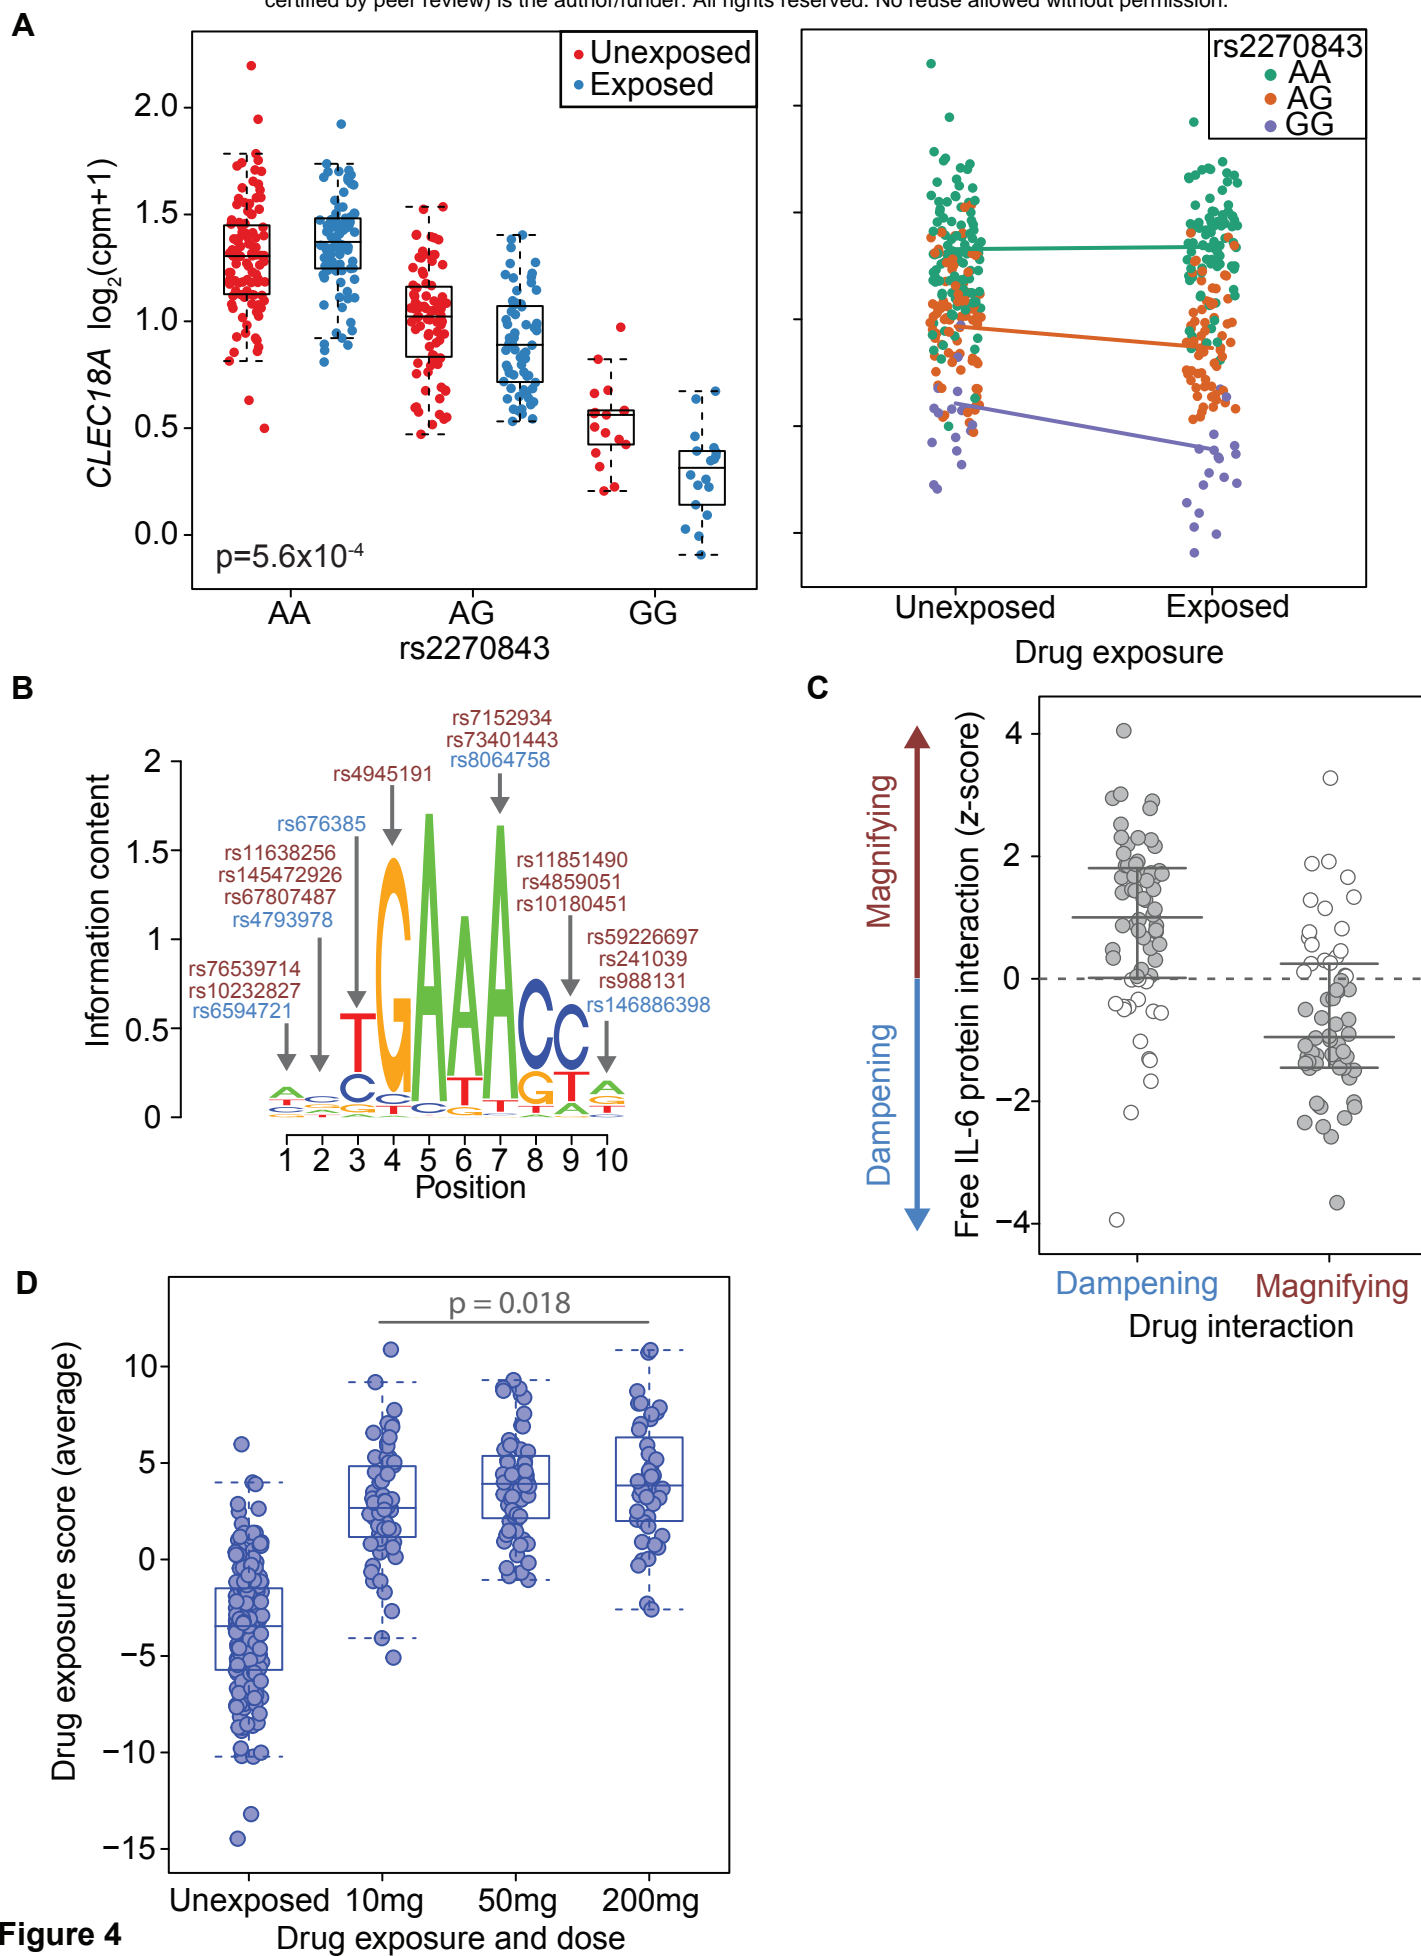 certified by peer review) is the author/funder. All rights reserved. No reuse allowed without permission.
A
Unexposed
Exposed
2.0
1.5
1.0
0.5
0.0
CLEC18A log2(cpm+1)
p=5.6x10-4
AA
AG
GG
rs2270843
rs2270843
AA
AG
GG
Unexposed
Exposed
Drug exposure
B
rs7152934
rs73401443
rs8064758
rs4945191
rs676385
rs11638256
rs145472926
rs67807487
rs4793978
rs11851490
rs4859051
rs10180451
rs59226697
rs241039
rs988131
rs146886398
rs76539714
rs10232827
rs6594721
2
1.5
1
0.5
0
Information content
1 2 3 4 5 6 7 8 9 10
Position
C
Magnifying
Dampening
Free IL-6 protein interaction (z-score)
4
2
0
−2
−4
Dampening
Magnifying
Drug interaction
D
p = 0.018
10
5
0
−5
−10
−15
Drug exposure score (average)
Unexposed 10mg 50mg 200mg
Drug exposure and dose
Figure 4